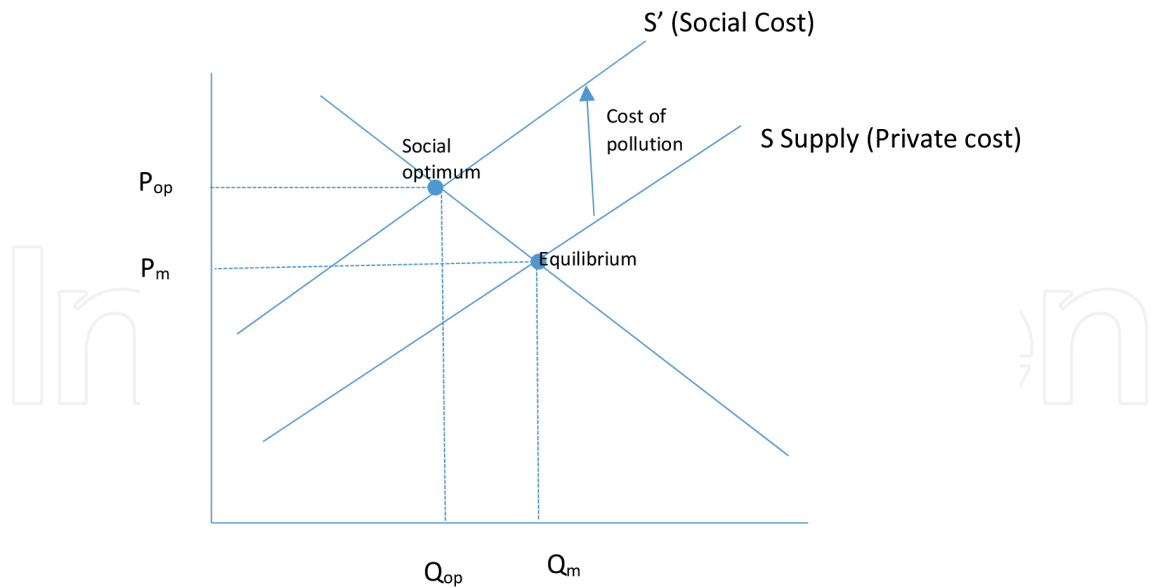 S’ (Social Cost)
Cost of
pollution
S Supply (Private cost)
Social
optimum
Pop
Equilibrium
Pm
Qop
Qm